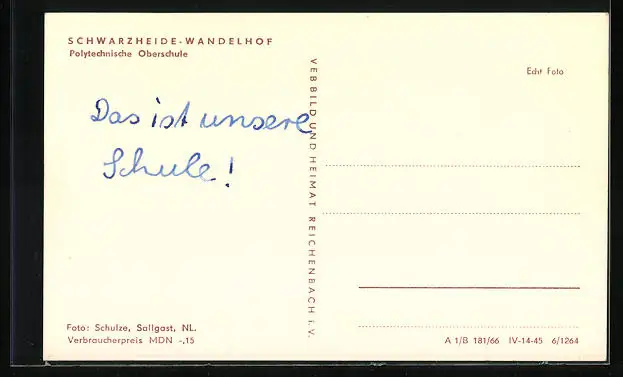 SCHWARZHEIDE-WANDELHOF
Polytechnische Oberschule
Das ist unsere
Schule!
Foto: Schulze, Sallgast, NL.
Verbraucherpreis MDN -,15
VEB BILD UND HEIMAT REICHENBACH i. V.
Echt Foto
A 1/B 181/66 IV-14-45 6/1264